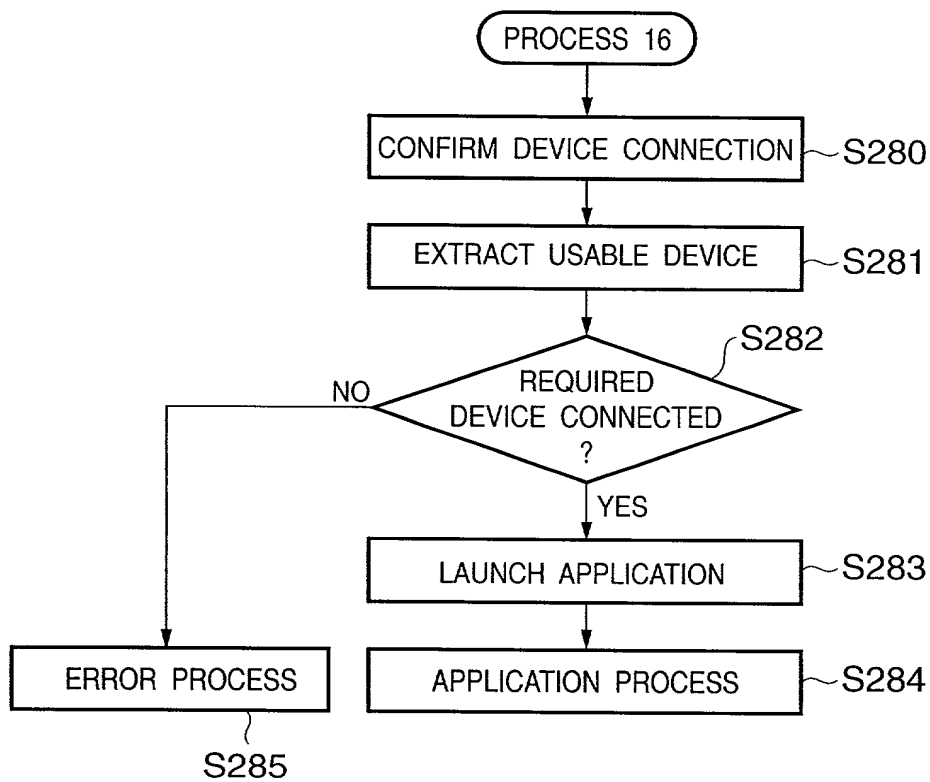 PROCESS 16
CONFIRM DEVICE CONNECTION
S280
EXTRACT USABLE DEVICE
S281
S282
REQUIRED
DEVICE CONNECTED
?
NO
YES
LAUNCH APPLICATION
S283
ERROR PROCESS
S285
APPLICATION PROCESS
S284